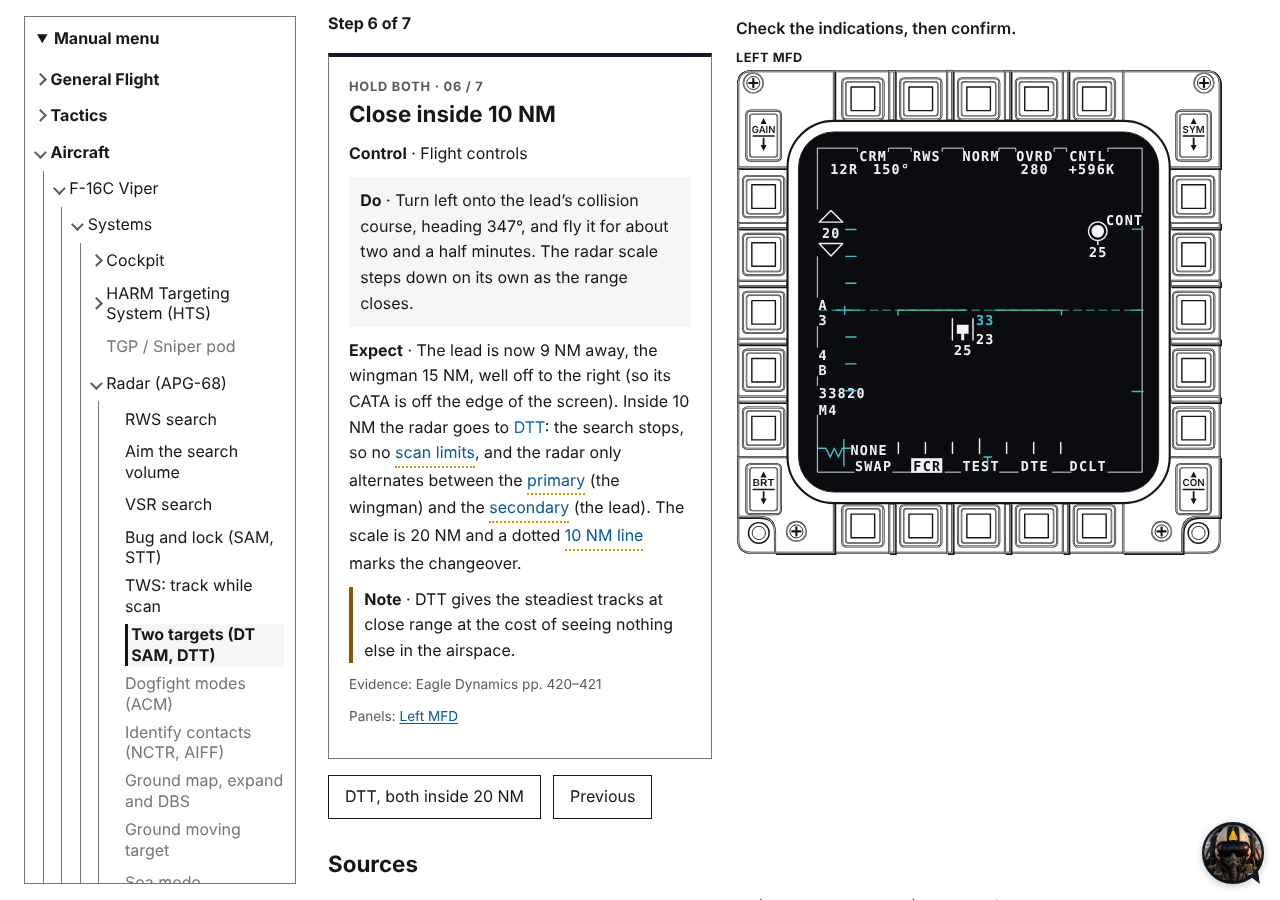 Manual menu
General Flight
Tactics
Aircraft
F-16C Viper
Systems
Cockpit
HARM Targeting
System (HTS)
TGP / Sniper pod
Radar (APG-68)
RWS search
Aim the search
volume
VSR search
Bug and lock (SAM,
STT)
TWS: track while
scan
Two targets (DT
SAM, DTT)
Dogfight modes
(ACM)
Identify contacts
(NCTR, AIFF)
Ground map, expand
and DBS
Ground moving
target
Sea mode
Step 6 of 7
HOLD BOTH · 06 / 7
Close inside 10 NM
Control · Flight controls
Do · Turn left onto the lead’s collision
course, heading 347°, and fly it for about
two and a half minutes. The radar scale
steps down on its own as the range
closes.
Expect · The lead is now 9 NM away, the
wingman 15 NM, well off to the right (so its
CATA is off the edge of the screen). Inside 10
NM the radar goes to DTT: the search stops,
so no scan limits, and the radar only
alternates between the primary (the
wingman) and the secondary (the lead). The
scale is 20 NM and a dotted 10 NM line
marks the changeover.
Note · DTT gives the steadiest tracks at
close range at the cost of seeing nothing
else in the airspace.
Evidence: Eagle Dynamics pp. 420–421
Panels: Left MFD
DTT, both inside 20 NM
Previous
Sources
Check the indications, then confirm.
LEFT MFD
GAIN
SYM
CRM RWS NORM OVRD CNTL
12R 150° 280 +596K
CONT
20
25
A
3
33
23
25
4
B
33820
M4
NONE
SWAP FCR TEST DTE DCLT
BRT
CON